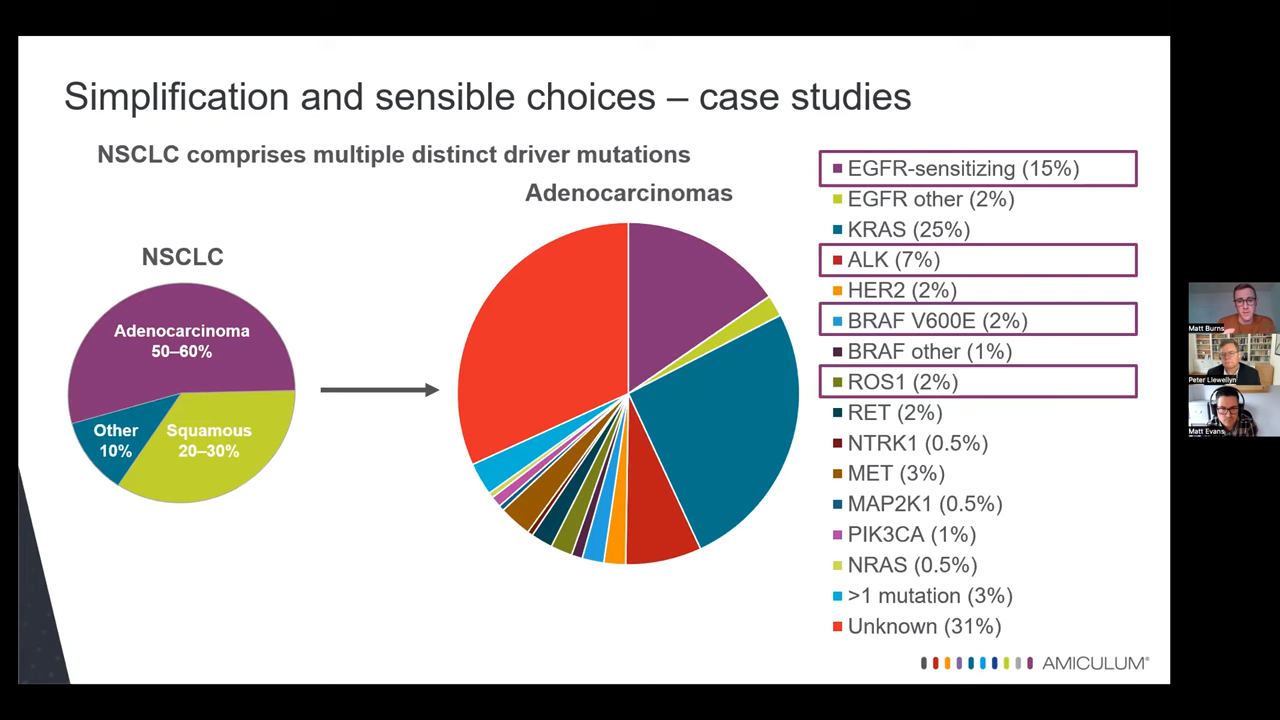 Simplification and sensible choices – case studies
NSCLC comprises multiple distinct driver mutations
Adenocarcinomas
NSCLC
Adenocarcinoma
50–60%
Other
10%
Squamous
20–30%
EGFR-sensitizing (15%)
EGFR other (2%)
KRAS (25%)
ALK (7%)
HER2 (2%)
BRAF V600E (2%)
BRAF other (1%)
ROS1 (2%)
RET (2%)
NTRK1 (0.5%)
MET (3%)
MAP2K1 (0.5%)
PIK3CA (1%)
NRAS (0.5%)
>1 mutation (3%)
Unknown (31%)
AMICULUM®
Matt Burns
Peter Llewellyn
Matt Evans